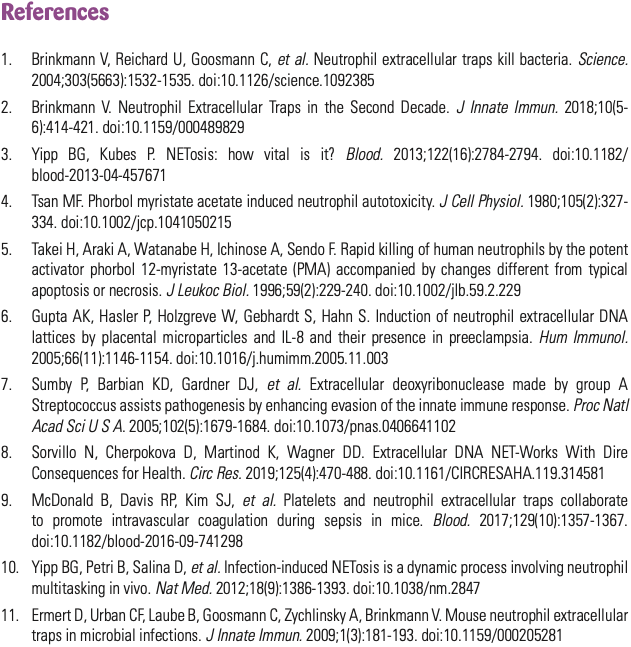 References
1. Brinkmann V, Reichard U, Goosmann C, et al. Neutrophil extracellular traps kill bacteria. Science.
2004;303(5663):1532-1535. doi:10.1126/science.1092385
2. Brinkmann V. Neutrophil Extracellular Traps in the Second Decade. J Innate Immun. 2018;10(5-
6):414-421. doi:10.1159/000489829
3. Yipp BG, Kubes P. NETosis: how vital is it? Blood. 2013;122(16):2784-2794. doi:10.1182/
blood-2013-04-457671
4. Tsan MF. Phorbol myristate acetate induced neutrophil autotoxicity. J Cell Physiol. 1980;105(2):327-
334. doi:10.1002/jcp.1041050215
5. Takei H, Araki A, Watanabe H, Ichinose A, Sendo F. Rapid killing of human neutrophils by the potent
activator phorbol 12-myristate 13-acetate (PMA) accompanied by changes different from typical
apoptosis or necrosis. J Leukoc Biol. 1996;59(2):229-240. doi:10.1002/jlb.59.2.229
6. Gupta AK, Hasler P, Holzgreve W, Gebhardt S, Hahn S. Induction of neutrophil extracellular DNA
lattices by placental microparticles and IL-8 and their presence in preeclampsia. Hum Immunol.
2005;66(11):1146-1154. doi:10.1016/j.humimm.2005.11.003
7. Sumby P, Barbian KD, Gardner DJ, et al. Extracellular deoxyribonuclease made by group A
Streptococcus assists pathogenesis by enhancing evasion of the innate immune response. Proc Natl
Acad Sci U S A. 2005;102(5):1679-1684. doi:10.1073/pnas.0406641102
8. Sorvillo N, Cherpokova D, Martinod K, Wagner DD. Extracellular DNA NET-Works With Dire
Consequences for Health. Circ Res. 2019;125(4):470-488. doi:10.1161/CIRCRESAHA.119.314581
9. McDonald B, Davis RP, Kim SJ, et al. Platelets and neutrophil extracellular traps collaborate
to promote intravascular coagulation during sepsis in mice. Blood. 2017;129(10):1357-1367.
doi:10.1182/blood-2016-09-741298
10. Yipp BG, Petri B, Salina D, et al. Infection-induced NETosis is a dynamic process involving neutrophil
multitasking in vivo. Nat Med. 2012;18(9):1386-1393. doi:10.1038/nm.2847
11. Ermert D, Urban CF, Laube B, Goosmann C, Zychlinsky A, Brinkmann V. Mouse neutrophil extracellular
traps in microbial infections. J Innate Immun. 2009;1(3):181-193. doi:10.1159/000205281